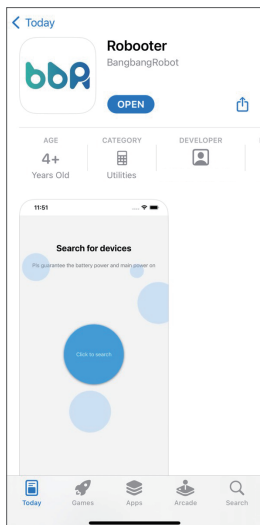 Today
bbR
Robooter
BangbangRobot
OPEN
AGE CATEGORY DEVELOPER
4+
Years Old Utilities
11:51
Search for devices
Pls guarantee the battery power and main power on
Click to search
Today Games Apps Arcade Search